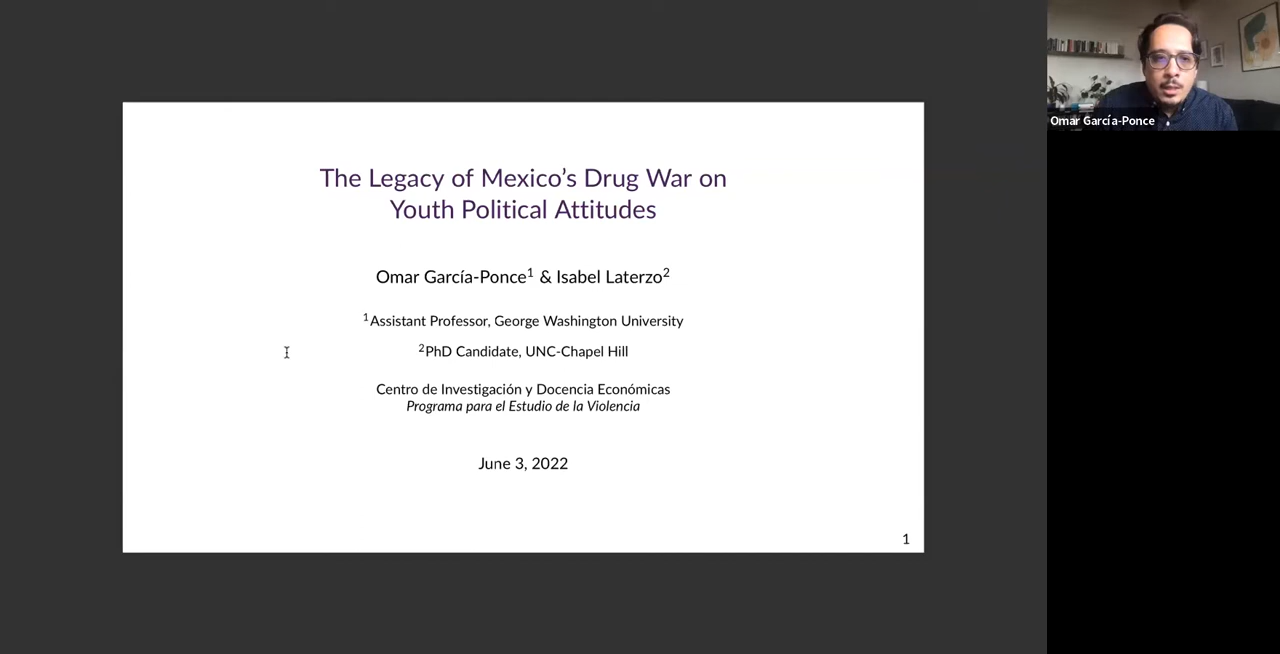 The Legacy of Mexico's Drug War on
Youth Political Attitudes
Omar García-Ponce¹ & Isabel Laterzo²
¹Assistant Professor, George Washington University
²PhD Candidate, UNC-Chapel Hill
Centro de Investigación y Docencia Económicas
Programa para el Estudio de la Violencia
June 3, 2022
1
Omar García-Ponce